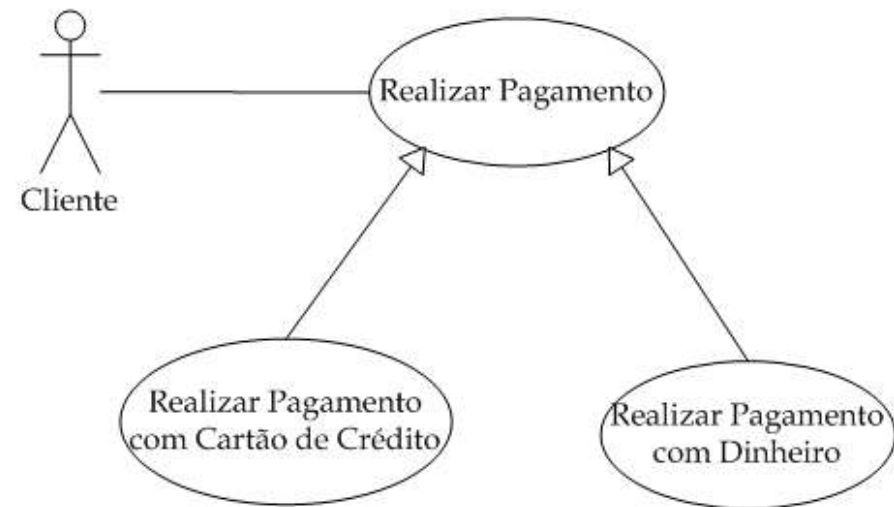 Realizar Pagamento
Cliente
Realizar Pagamento
com Cartão de Crédito
Realizar Pagamento
com Dinheiro